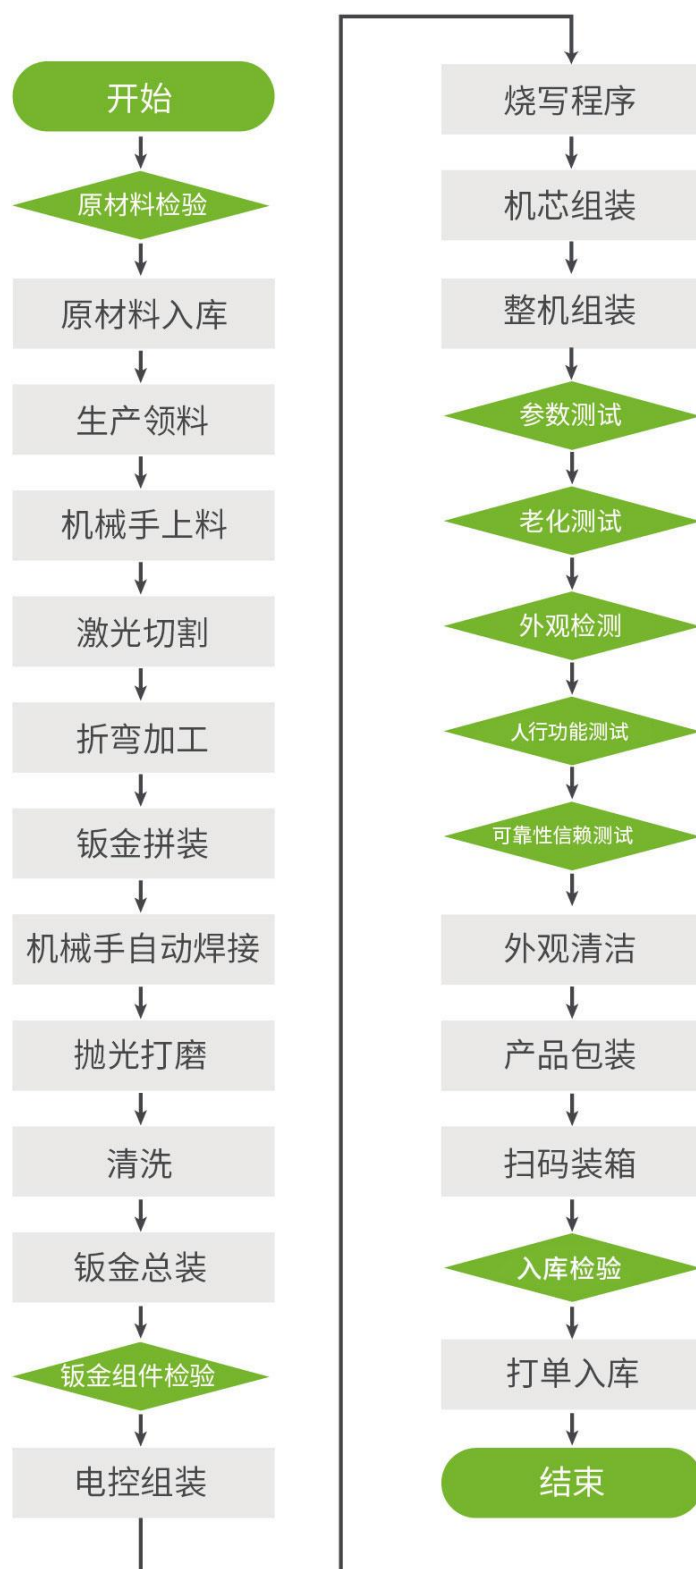 开始
原材料检验
原材料入库
生产领料
机械手上料
激光切割
折弯加工
钣金拼装
机械手自动焊接
抛光打磨
清洗
钣金总装
钣金组件检验
电控组装
烧写程序
机芯组装
整机组装
参数测试
老化测试
外观检测
人行功能测试
可靠性信赖测试
外观清洁
产品包装
扫码装箱
入库检验
打单入库
结束